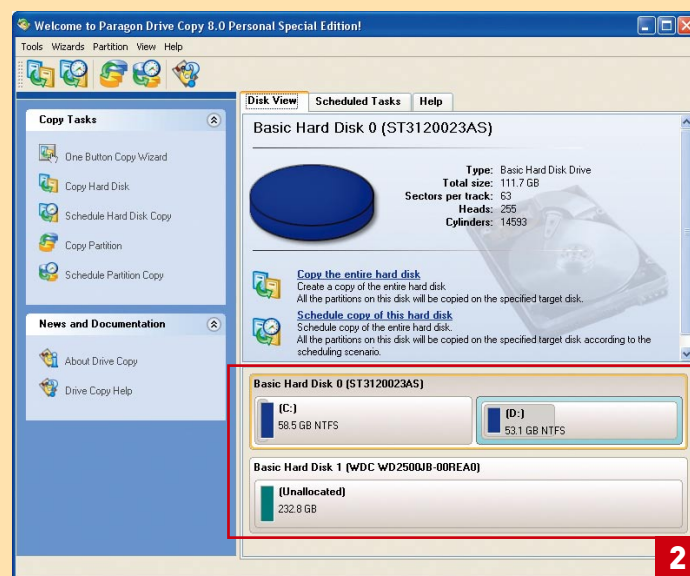 Welcome to Paragon Drive Copy 8.0 Personal Special Edition!
Tools Wizards Partition View Help
Copy Tasks
One Button Copy Wizard
Copy Hard Disk
Schedule Hard Disk Copy
Copy Partition
Schedule Partition Copy
News and Documentation
About Drive Copy
Drive Copy Help
Disk View Scheduled Tasks Help
Basic Hard Disk 0 (ST3120023AS)
Type: Basic Hard Disk Drive
Total size: 111.7 GB
Sectors per track: 63
Heads: 255
Cylinders: 14593
Copy the entire hard disk
Create a copy of the entire hard disk
All the partitions on this disk will be copied on the specified target disk.
Schedule copy of this hard disk
Schedule copy of the entire hard disk.
All the partitions on this disk will be copied on the specified target disk according to the
scheduling scenario.
Basic Hard Disk 0 (ST3120023AS)
(C:)
58.5 GB NTFS
(D:)
53.1 GB NTFS
Basic Hard Disk 1 (WDC WD2500JB-00REA0)
(Unallocated)
232.8 GB
2